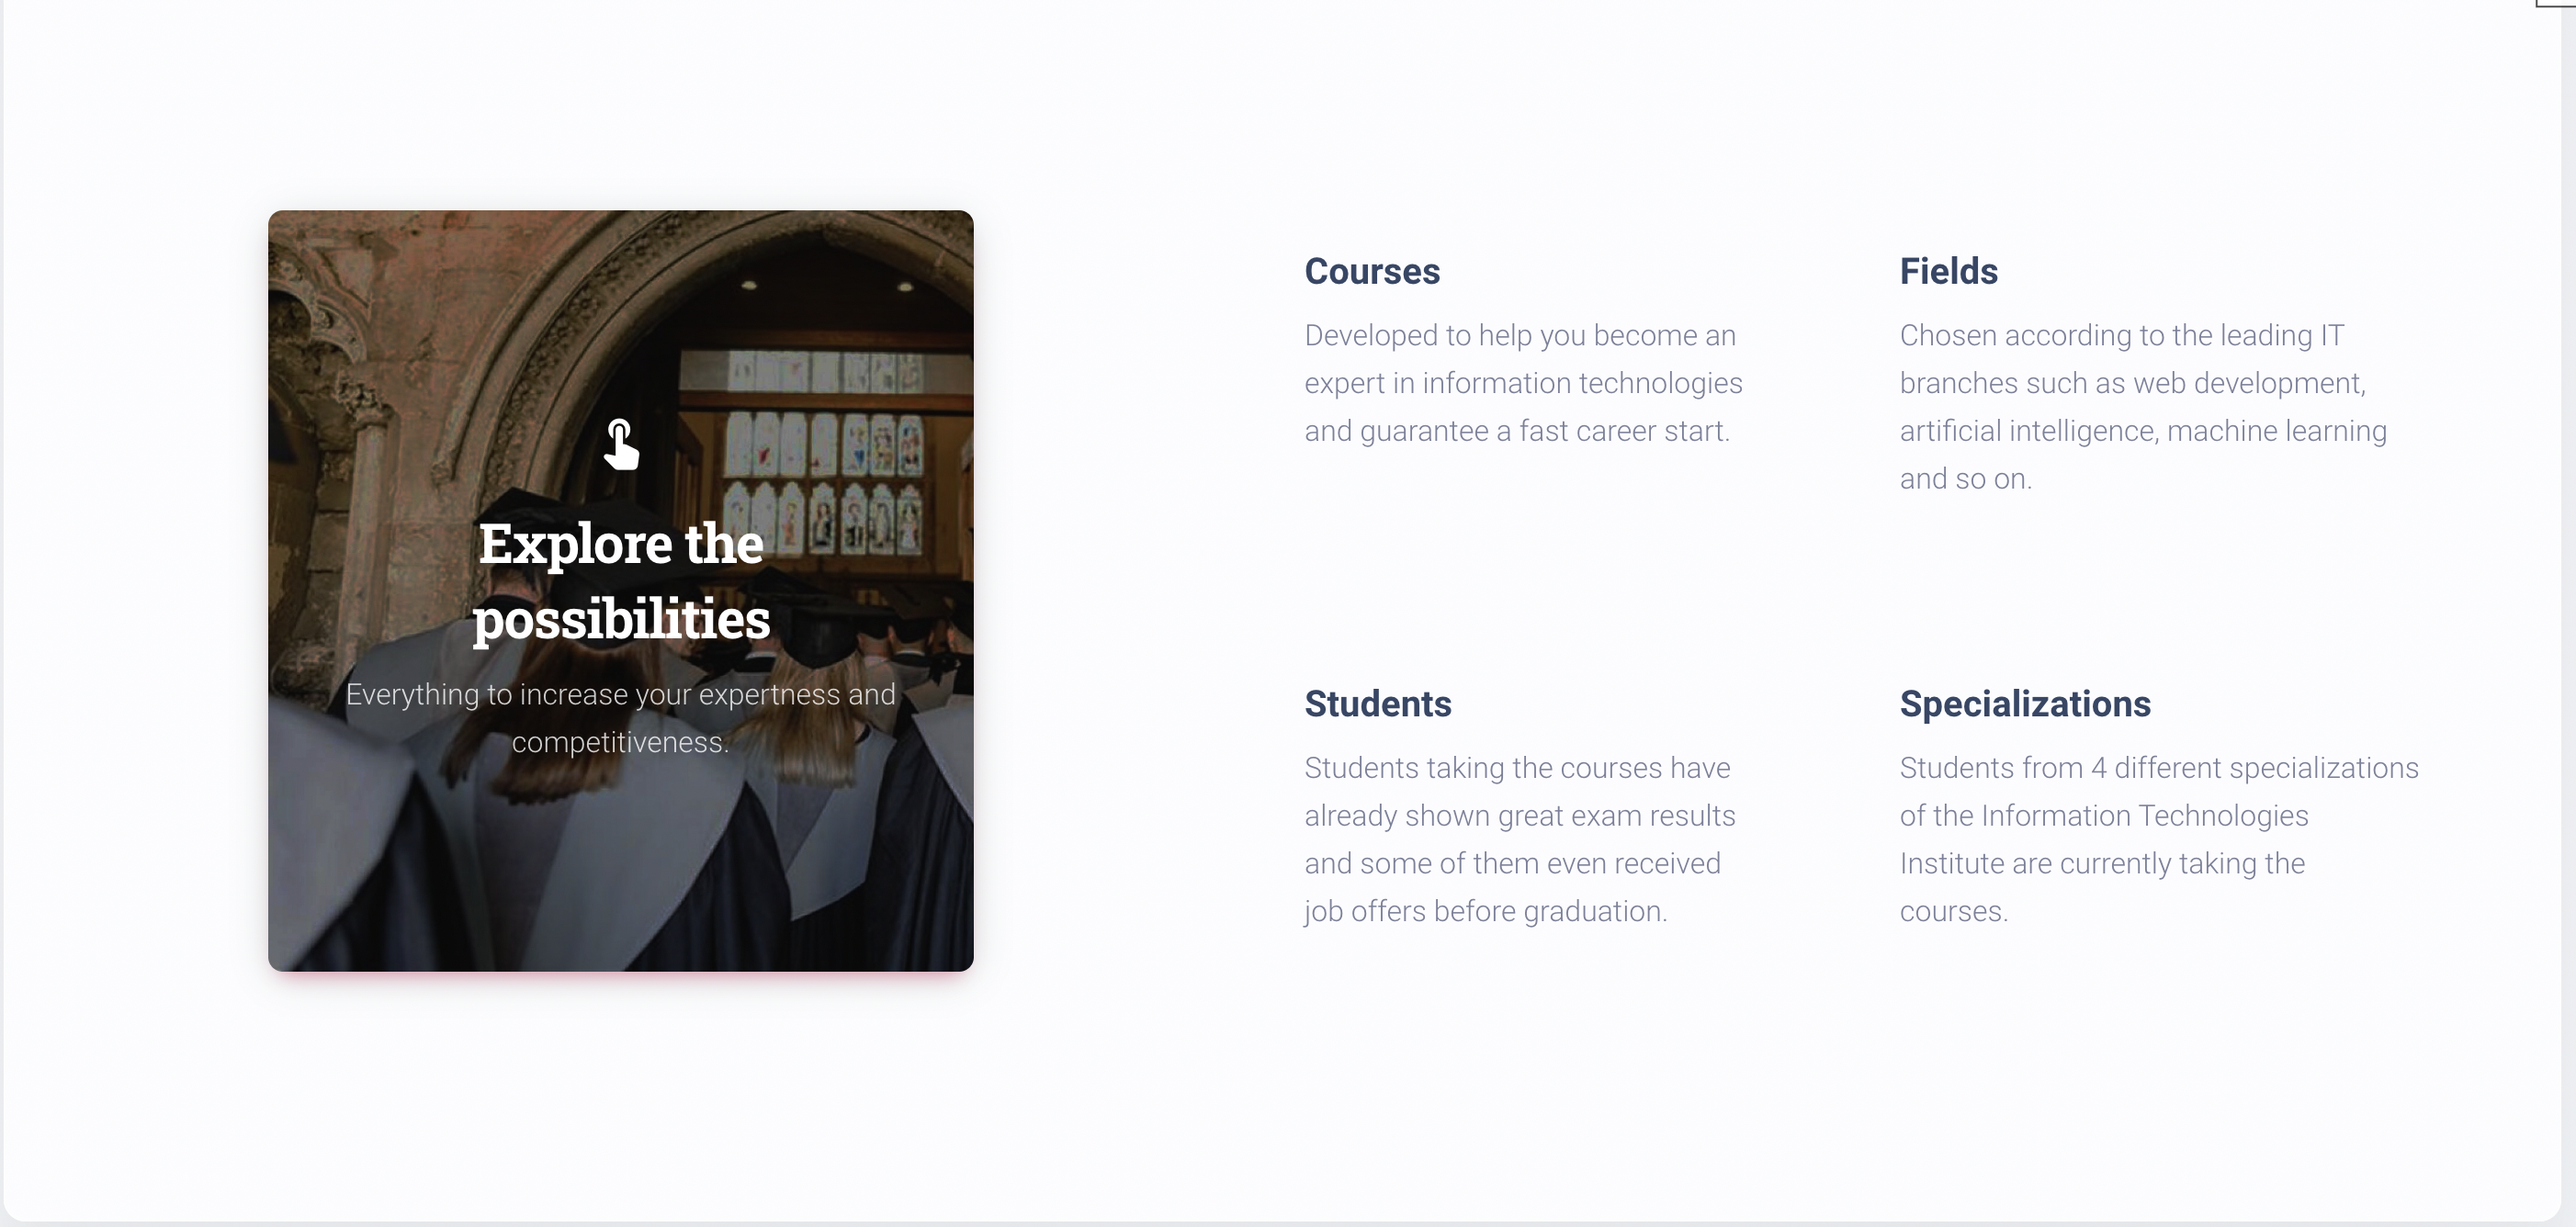 Explore the
possibilities
Everything to increase your expertness and
competitiveness.
Courses
Developed to help you become an
expert in information technologies
and guarantee a fast career start.
Fields
Chosen according to the leading IT
branches such as web development,
artificial intelligence, machine learning
and so on.
Students
Students taking the courses have
already shown great exam results
and some of them even received
job offers before graduation.
Specializations
Students from 4 different specializations
of the Information Technologies
Institute are currently taking the
courses.